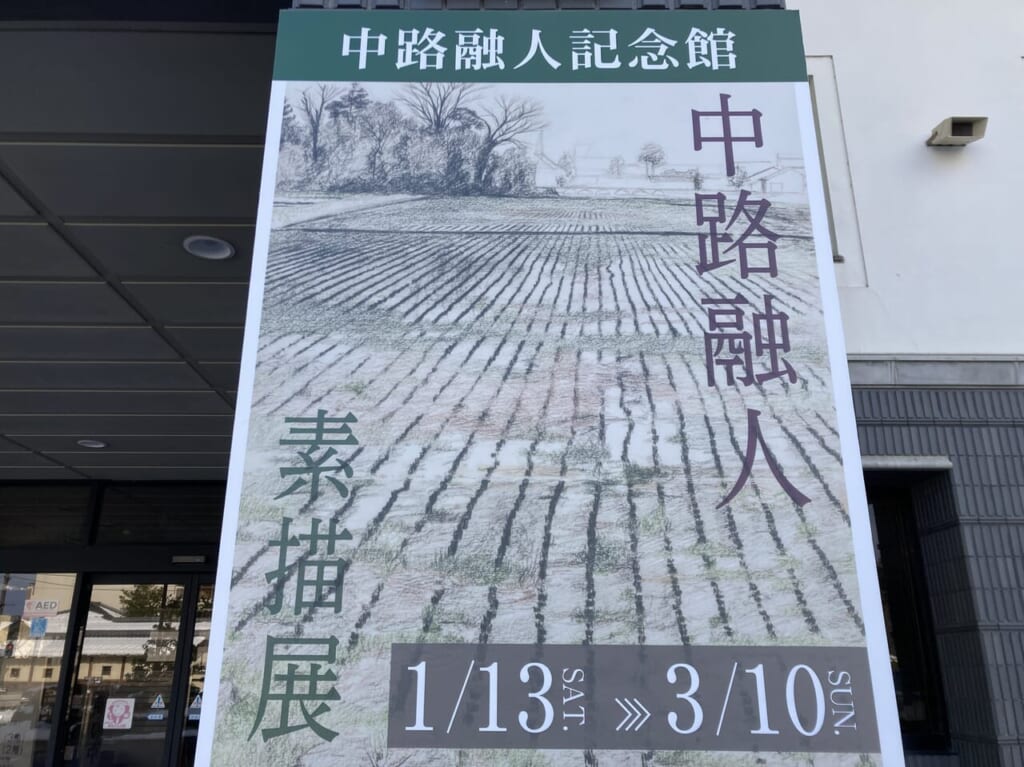 中路融人記念館
中路融人
素描展
1/13 SAT. >>> 3/10 SUN.
AED